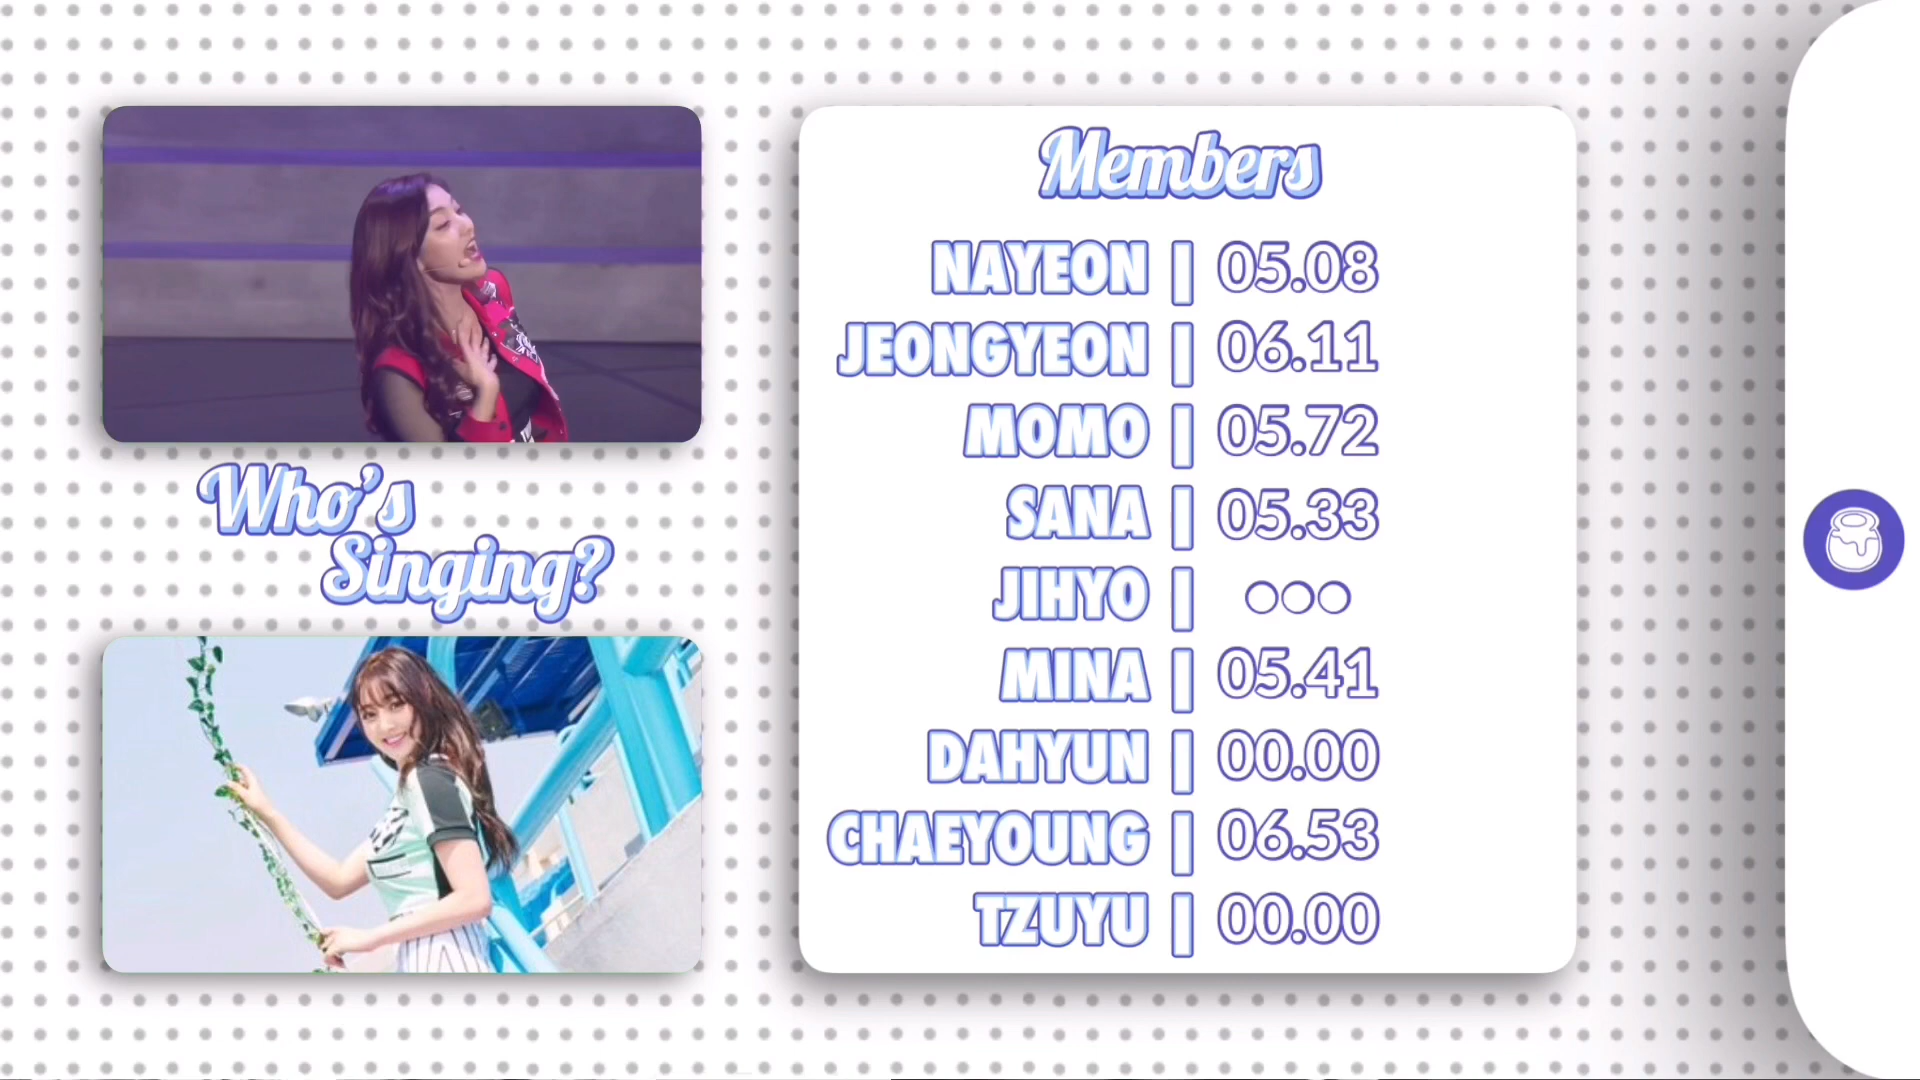 Who's
Singing?
Members
NAYEON | 05.08
JEONGYEON | 06.11
MOMO | 05.72
SANA | 05.33
JIHYO | ○○○
MINA | 05.41
DAHYUN | 00.00
CHAEYOUNG | 06.53
TZUYU | 00.00